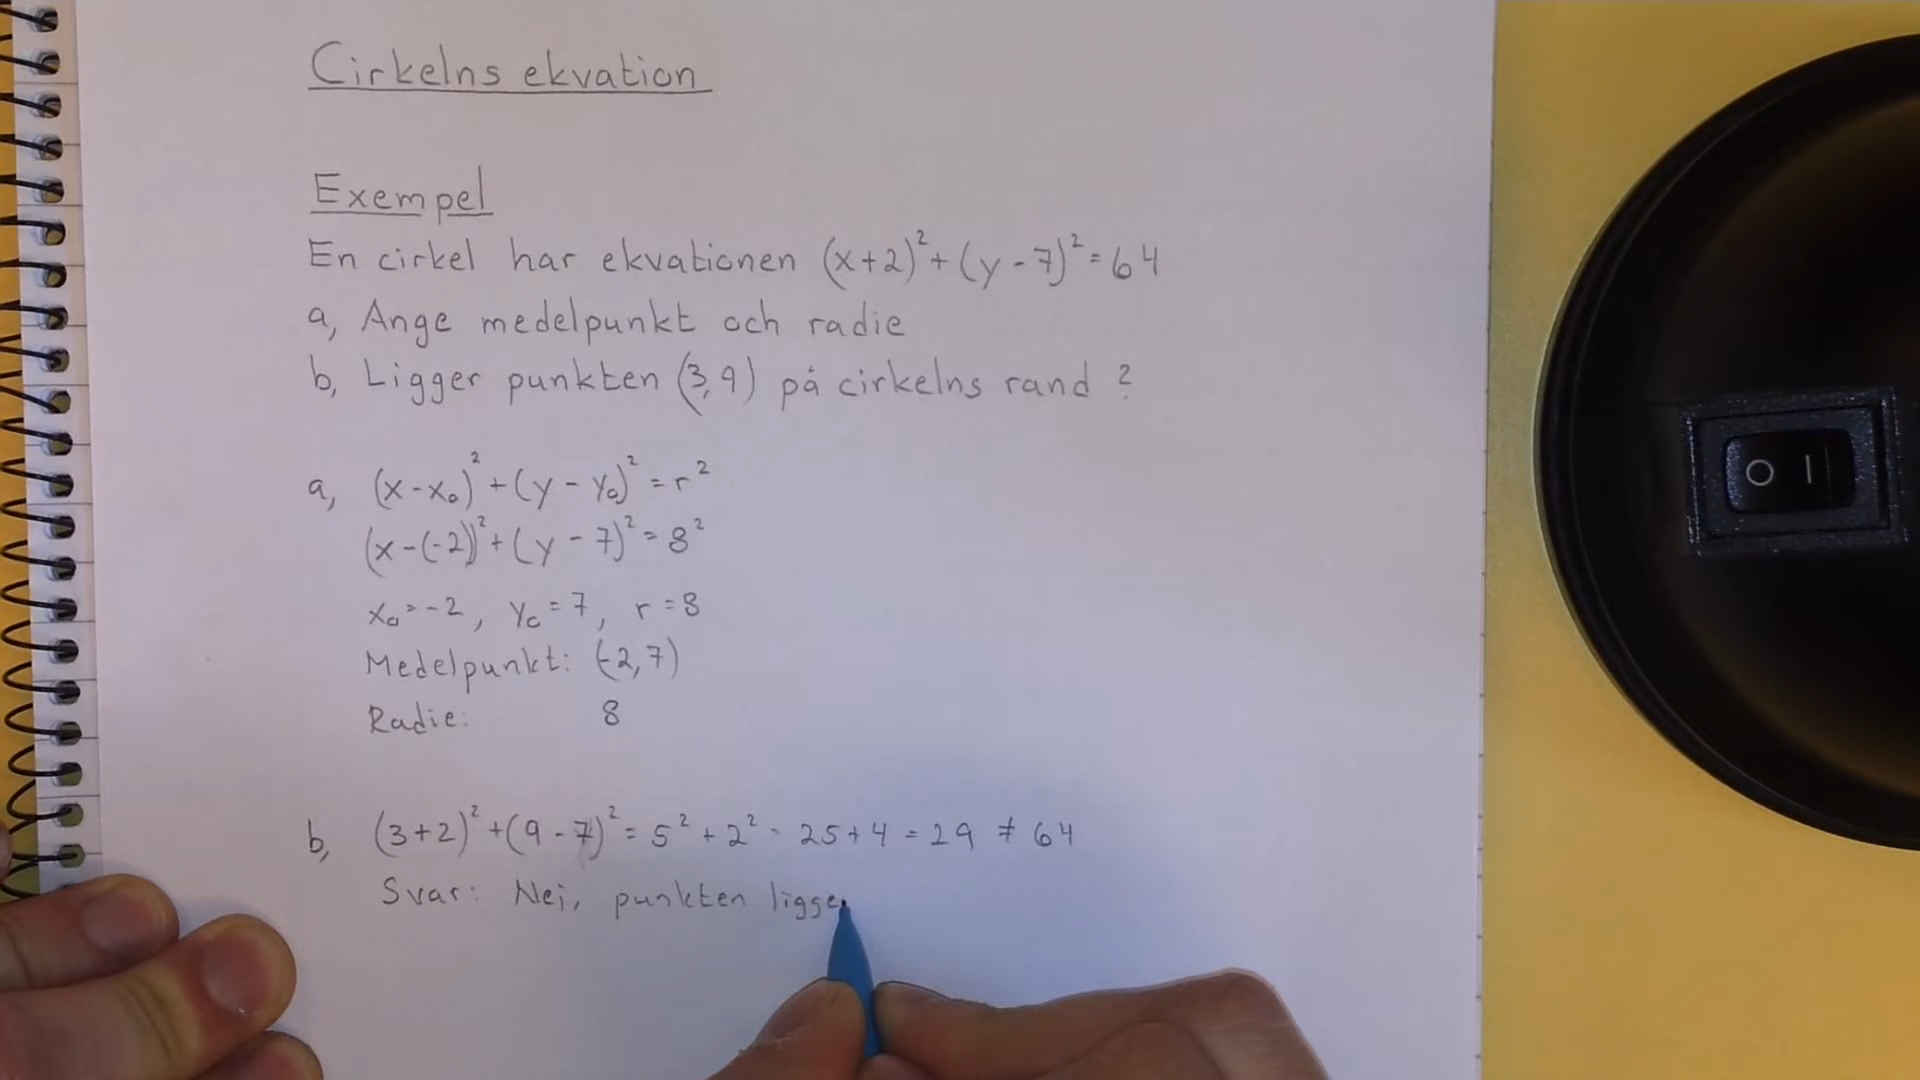 Cirkelns ekvation
Exempel
En cirkel har ekvationen (x+2)²+(y-7)²=64
a, Ange medelpunkt och radie
b, Ligger punkten (3,9) på cirkelns rand ?
a, (x-x₀)²+(y-y₀)²=r²
(x-(-2))²+(y-7)²=8²
x₀=-2, y₀=7, r=8
Medelpunkt: (-2,7)
Radie: 8
b, (3+2)²+(9-7)²=5²+2²=25+4=29≠64
Svar: Nej, punkten ligge
O I